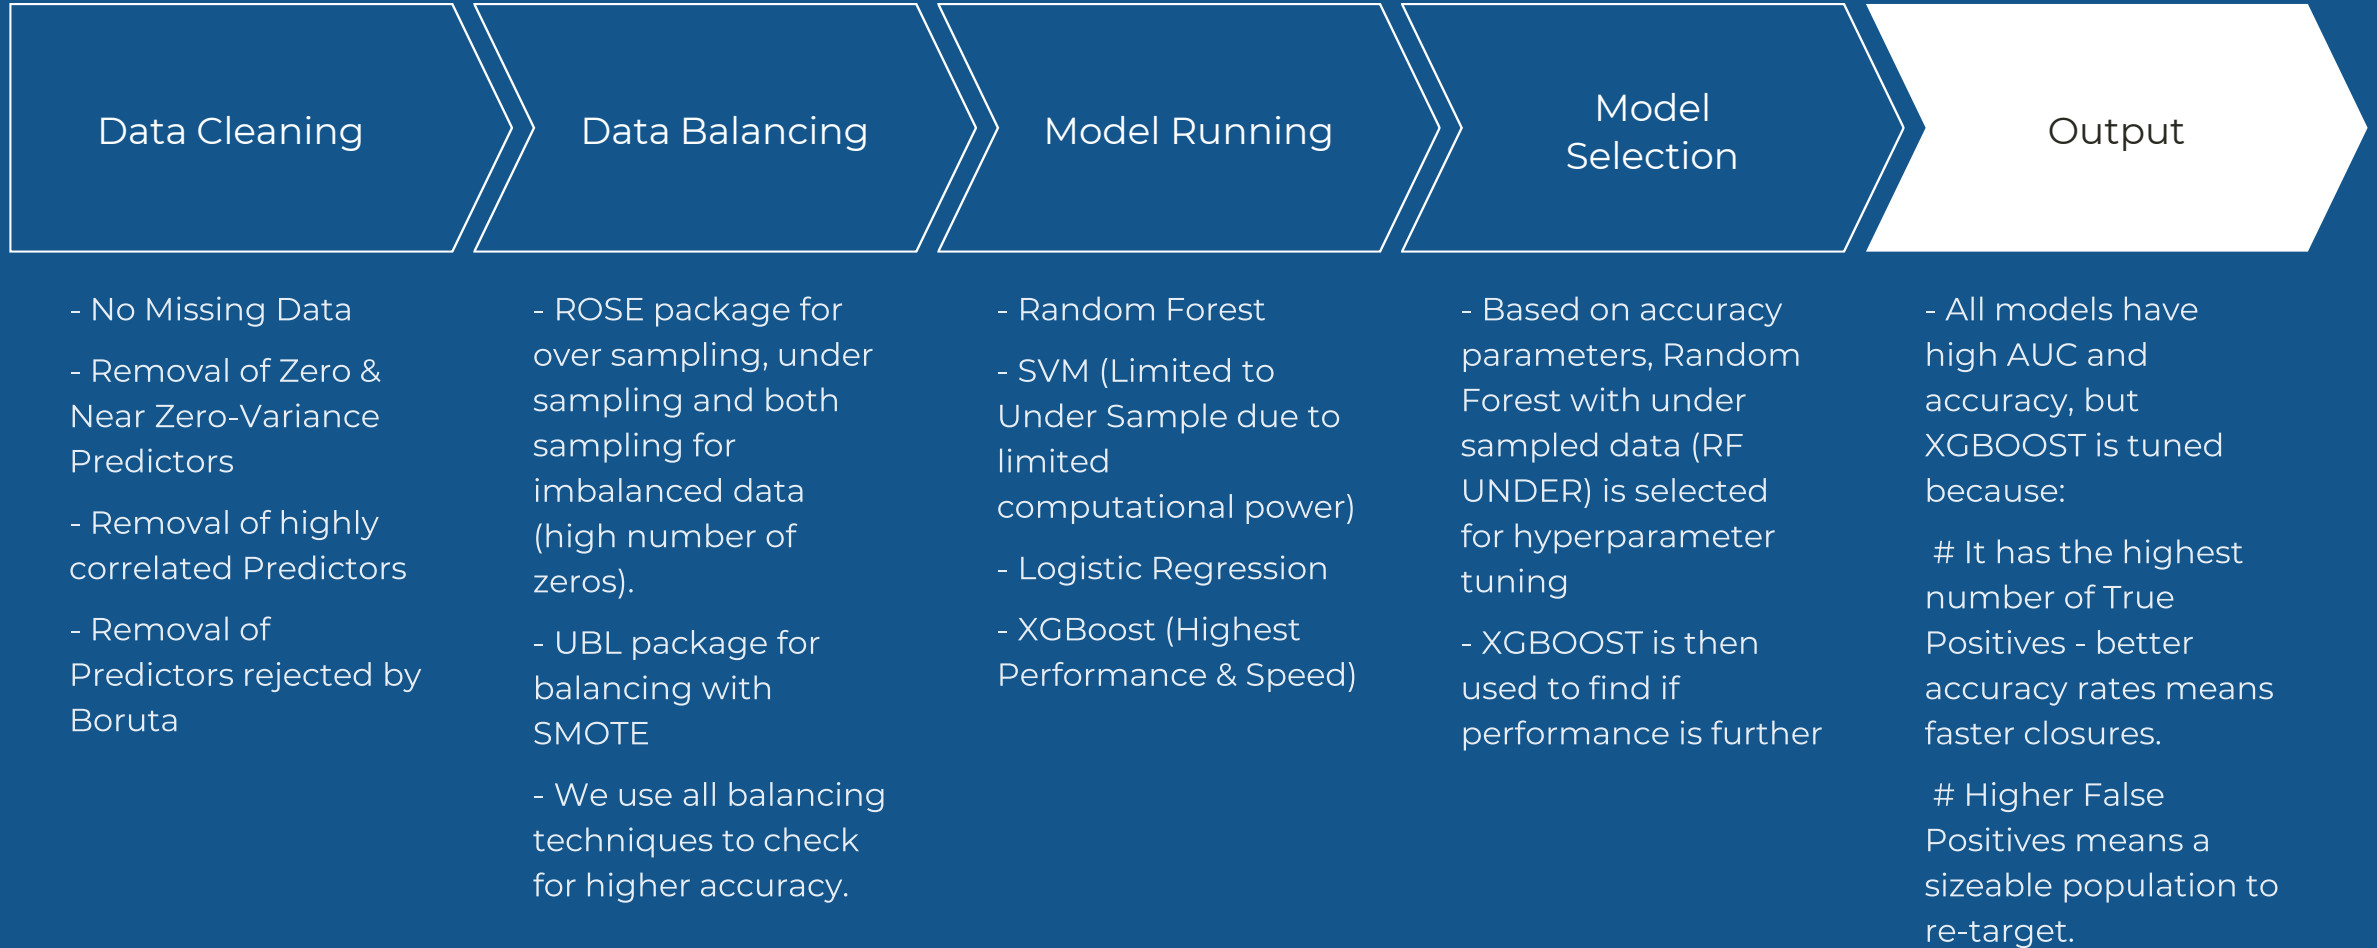 Data Cleaning
Data Balancing
Model Running
Model
Selection
Output
- No Missing Data
- Removal of Zero &
Near Zero-Variance
Predictors
- Removal of highly
correlated Predictors
- Removal of
Predictors rejected by
Boruta
- ROSE package for
over sampling, under
sampling and both
sampling for
imbalanced data
(high number of
zeros).
- UBL package for
balancing with
SMOTE
- We use all balancing
techniques to check
for higher accuracy.
- Random Forest
- SVM (Limited to
Under Sample due to
limited
computational power)
- Logistic Regression
- XGBoost (Highest
Performance & Speed)
- Based on accuracy
parameters, Random
Forest with under
sampled data (RF
UNDER) is selected
for hyperparameter
tuning
- XGBOOST is then
used to find if
performance is further
- All models have
high AUC and
accuracy, but
XGBOOST is tuned
because:
# It has the highest
number of True
Positives - better
accuracy rates means
faster closures.
# Higher False
Positives means a
sizeable population to
re-target.